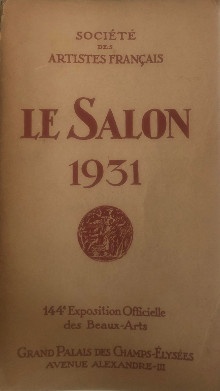 SOCIÉTÉ
DES
ARTISTES FRANÇAIS
LE SALON
1931
144e Exposition Officielle
des Beaux-Arts
GRAND PALAIS DES CHAMPS-ÉLYSÉES
AVENUE ALEXANDRE-III